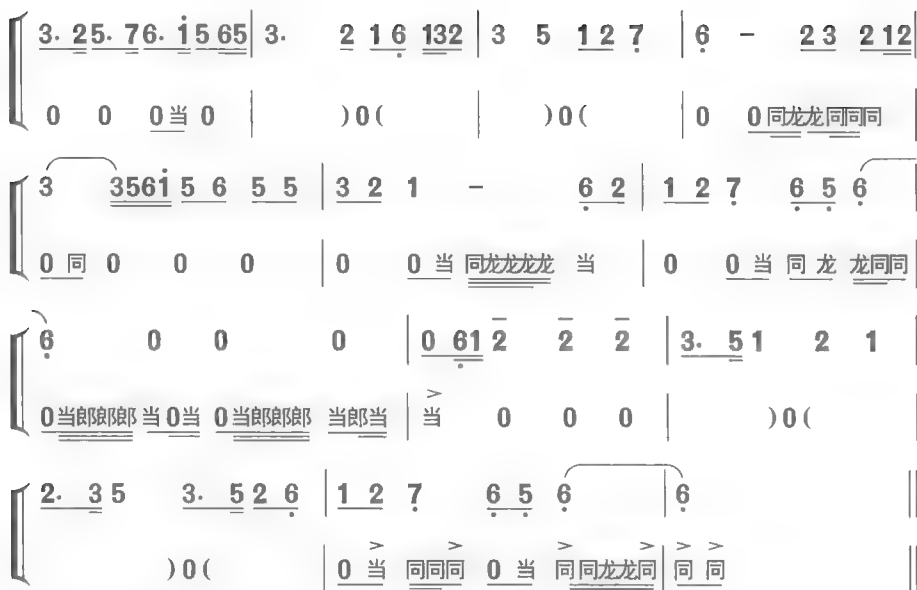 3. 25. 76. i5 65 | 3. 2 16 132 | 3 5 12 7 | 6 – 23 212
0 0 0当 0 | )0( | )0( | 0 0同龙龙同同同
3 3561 5 6 5 5 | 3 2 1 – 6 2 | 1 2 7 6 5 6
0 同 0 0 0 | 0 0 当 同龙龙龙龙 当 | 0 0 当 同 龙 龙同同
6 0 0 0 | 0 61 2 2 2 | 3. 51 2 1
0当郎郎郎当0当 0当郎郎郎 当郎当 | 当 0 0 0 | )0(
2. 35 3. 52 6 | 1 2 7 6 5 6 | 6
)0( | 0 当 同同同 0 当 同同龙龙同 | 同 同